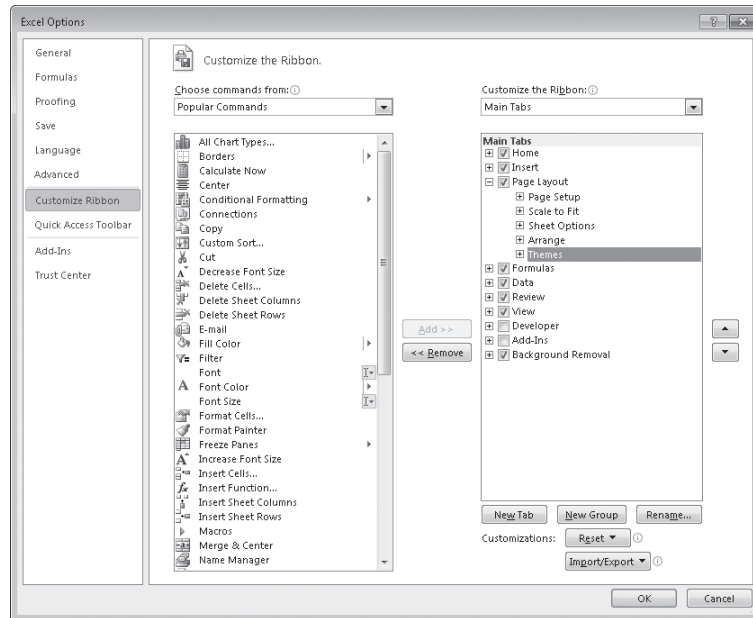 Excel Options
General
Formulas
Proofing
Save
Language
Advanced
Customize Ribbon
Quick Access Toolbar
Add-Ins
Trust Center
Customize the Ribbon.
Choose commands from:
Popular Commands
All Chart Types...
Borders
Calculate Now
Center
Conditional Formatting
Connections
Copy
Custom Sort...
Cut
Decrease Font Size
Delete Cells...
Delete Sheet Columns
Delete Sheet Rows
E-mail
Fill Color
Filter
Font
Font Color
Font Size
Format Cells...
Format Painter
Freeze Panes
Increase Font Size
Insert Cells...
Insert Function...
Insert Sheet Columns
Insert Sheet Rows
Macros
Merge & Center
Name Manager
Add >>
<< Remove
Customize the Ribbon:
Main Tabs
Main Tabs
Home
Insert
Page Layout
Page Setup
Scale to Fit
Sheet Options
Arrange
Themes
Formulas
Data
Review
View
Developer
Add-Ins
Background Removal
New Tab New Group Rename...
Customizations: Reset
Import/Export
OK Cancel